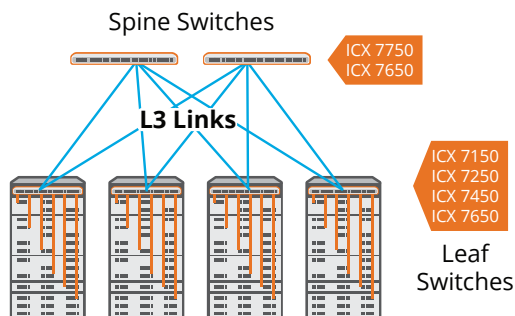 Spine Switches
ICX 7750
ICX 7650
L3 Links
ICX 7150
ICX 7250
ICX 7450
ICX 7650
Leaf
Switches